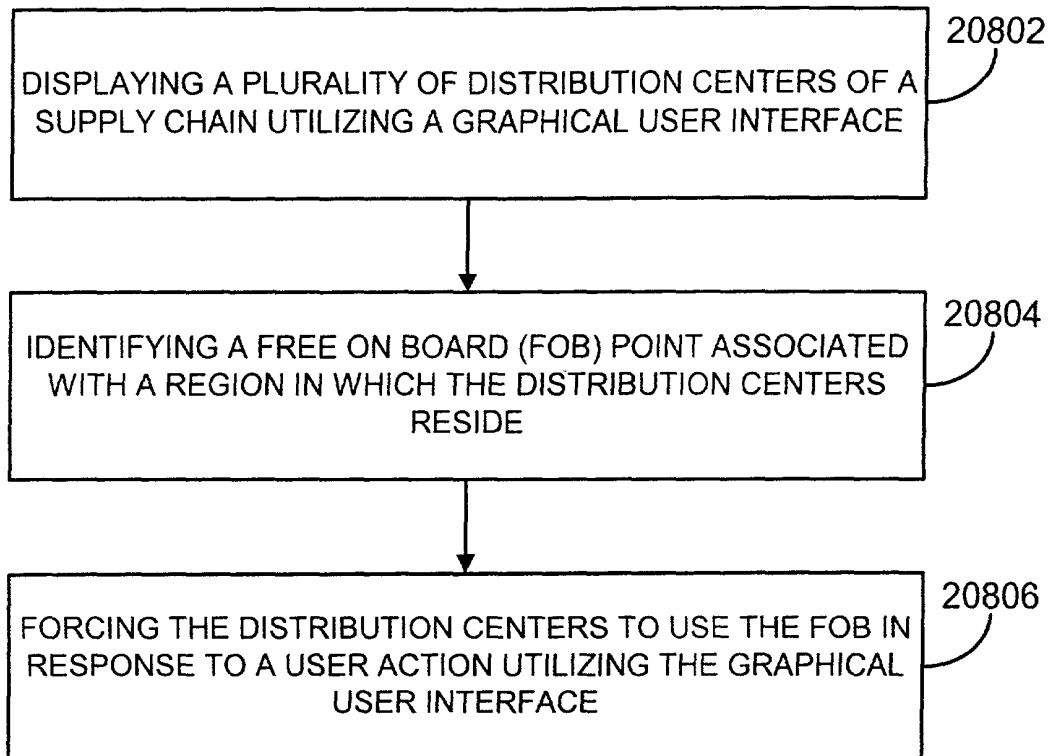 20802
DISPLAYING A PLURALITY OF DISTRIBUTION CENTERS OF A
SUPPLY CHAIN UTILIZING A GRAPHICAL USER INTERFACE
20804
IDENTIFYING A FREE ON BOARD (FOB) POINT ASSOCIATED
WITH A REGION IN WHICH THE DISTRIBUTION CENTERS
RESIDE
20806
FORCING THE DISTRIBUTION CENTERS TO USE THE FOB IN
RESPONSE TO A USER ACTION UTILIZING THE GRAPHICAL
USER INTERFACE